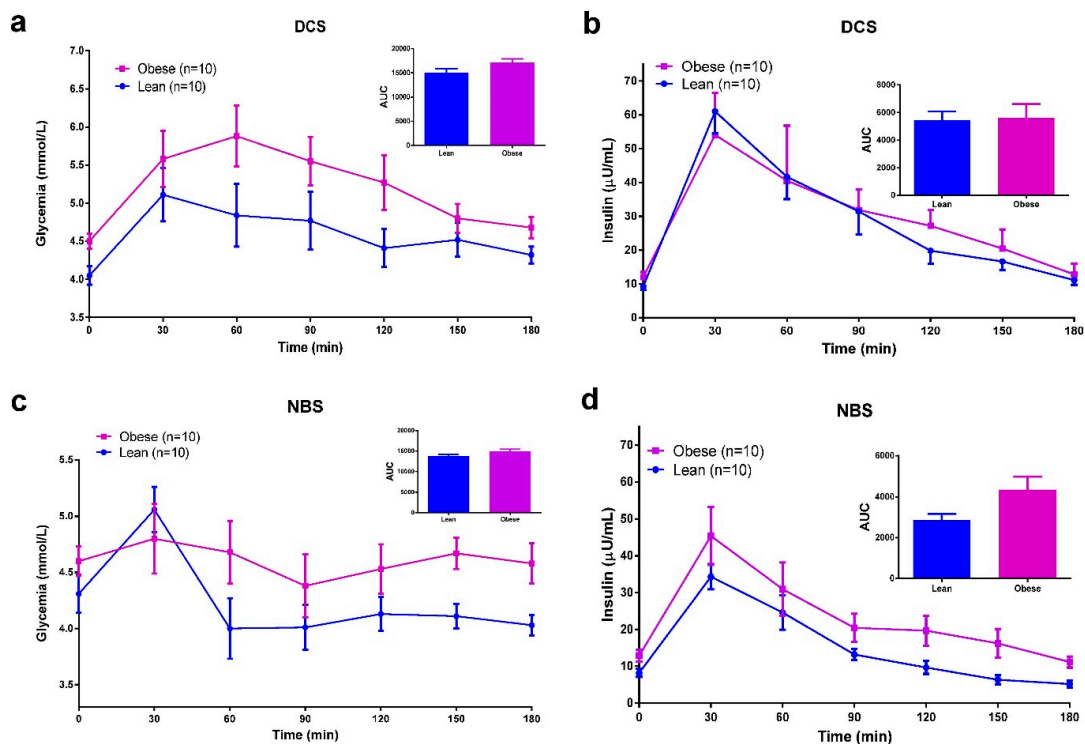 a
DCS
Obese (n=10)
Lean (n=10)
Glycemia (mmol/L)
7.0
6.5
6.0
5.5
5.0
4.5
4.0
3.5
0 30 60 90 120 150 180
Time (min)
AUC
20000
15000
10000
5000
0
Lean Obese
b
DCS
Obese (n=10)
Lean (n=10)
Insulin (µU/mL)
70
60
50
40
30
20
10
0
0 30 60 90 120 150 180
Time (min)
AUC
8000
6000
4000
2000
0
Lean Obese
c
NBS
Obese (n=10)
Lean (n=10)
Glycemia (mmol/L)
5.5
5.0
4.5
4.0
3.5
0 30 60 90 120 150 180
Time (min)
AUC
20000
15000
10000
5000
0
Lean Obese
d
NBS
Obese (n=10)
Lean (n=10)
Insulin (µU/mL)
70
60
50
40
30
20
10
0
0 30 60 90 120 150 180
Time (min)
AUC
6000
4000
2000
0
Lean Obese